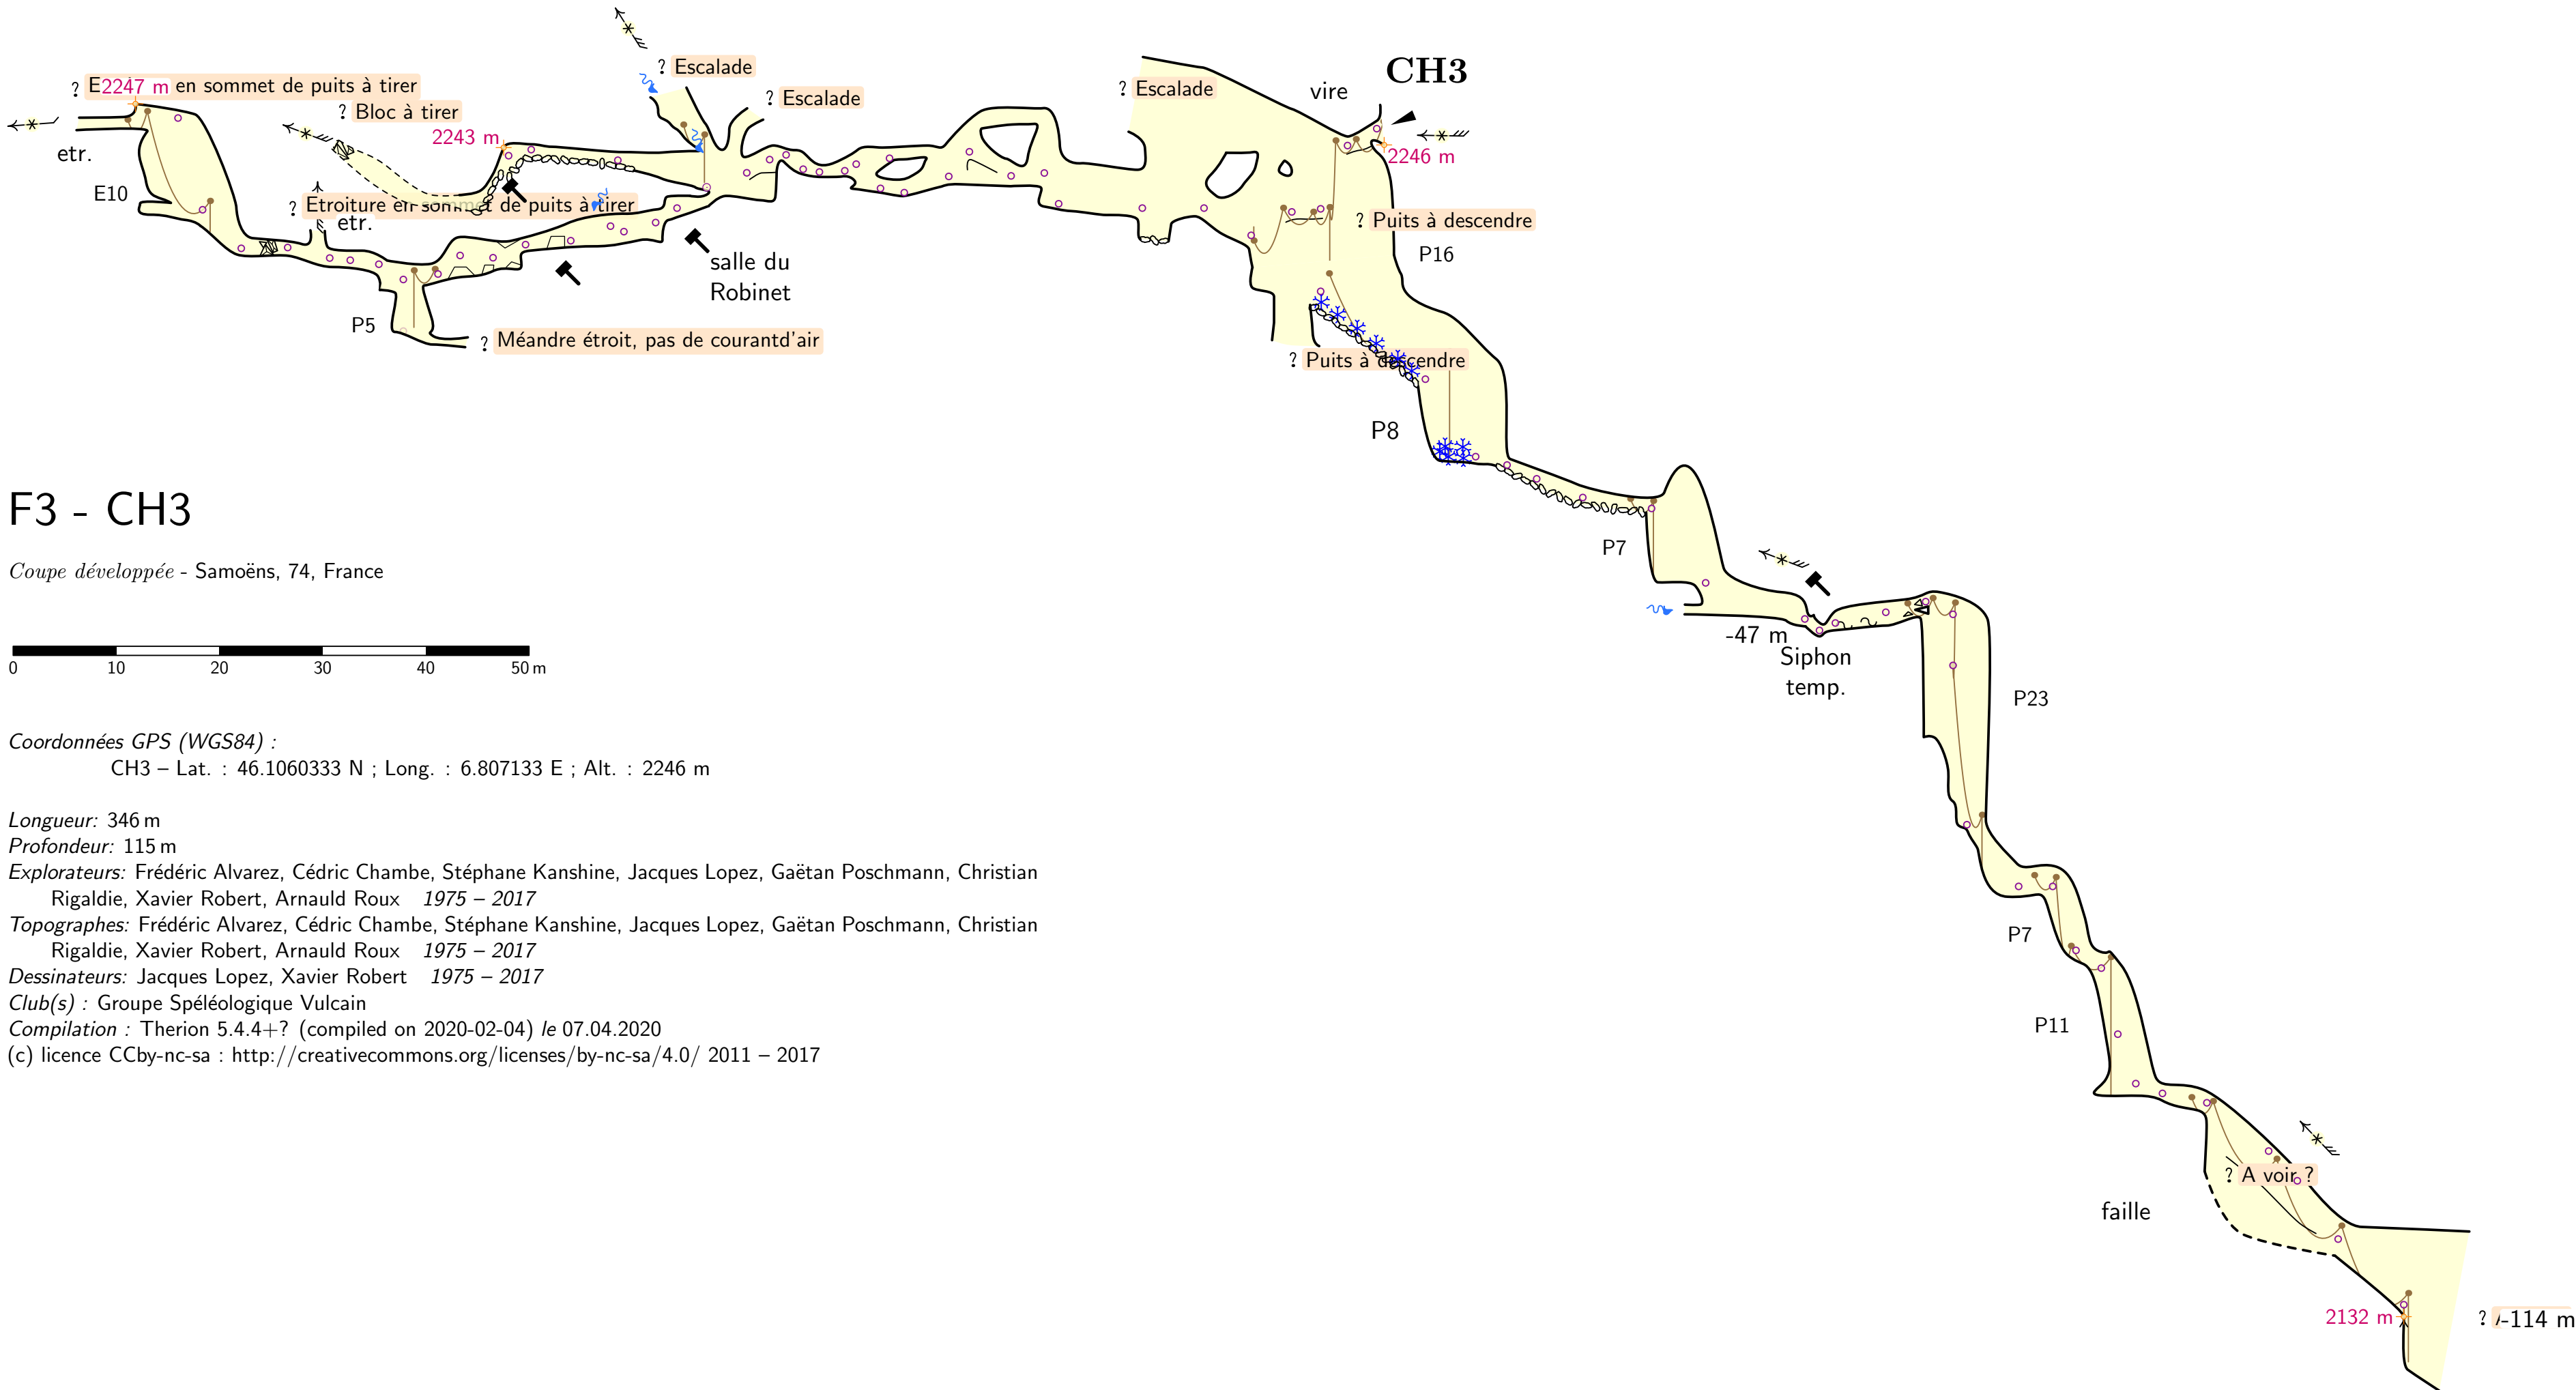 ? Escalade
CH3
? E
2247 m
en sommet de puits à tirer
? Escalade
? Escalade
vire
? Bloc à tirer
2243 m
etr.
2246 m
E10
? Etroiture en sommet de puits à tirer
etr.
? Puits à descendre
P16
salle du
Robinet
P5
? Méandre étroit, pas de courantd'air
? Puits à descendre
P8
F3 - CH3
P7
Coupe développée - Samoëns, 74, France
-47 m
Siphon
temp.
0 10 20 30 40 50 m
P23
Coordonnées GPS (WGS84) :
CH3 – Lat. : 46.1060333 N ; Long. : 6.807133 E ; Alt. : 2246 m
Longueur: 346 m
Profondeur: 115 m
Explorateurs: Frédéric Alvarez, Cédric Chambe, Stéphane Kanshine, Jacques Lopez, Gaëtan Poschmann, Christian
Rigaldie, Xavier Robert, Arnauld Roux 1975 – 2017
Topographes: Frédéric Alvarez, Cédric Chambe, Stéphane Kanshine, Jacques Lopez, Gaëtan Poschmann, Christian
Rigaldie, Xavier Robert, Arnauld Roux 1975 – 2017
Dessinateurs: Jacques Lopez, Xavier Robert 1975 – 2017
Club(s) : Groupe Spéléologique Vulcain
Compilation : Therion 5.4.4+? (compiled on 2020-02-04) le 07.04.2020
(c) licence CCby-nc-sa : http://creativecommons.org/licenses/by-nc-sa/4.0/ 2011 – 2017
P7
P11
? A voir ?
faille
2132 m
? -114 m